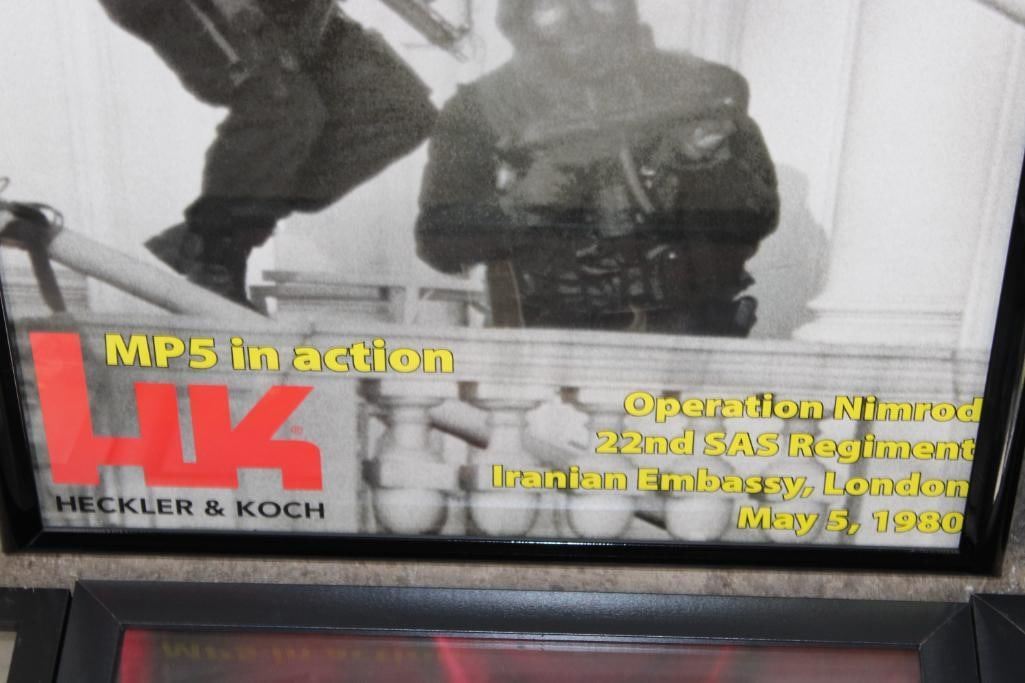 MP5 in action
HK®
HECKLER & KOCH
Operation Nimrod
22nd SAS Regiment
Iranian Embassy, London
May 5, 1980